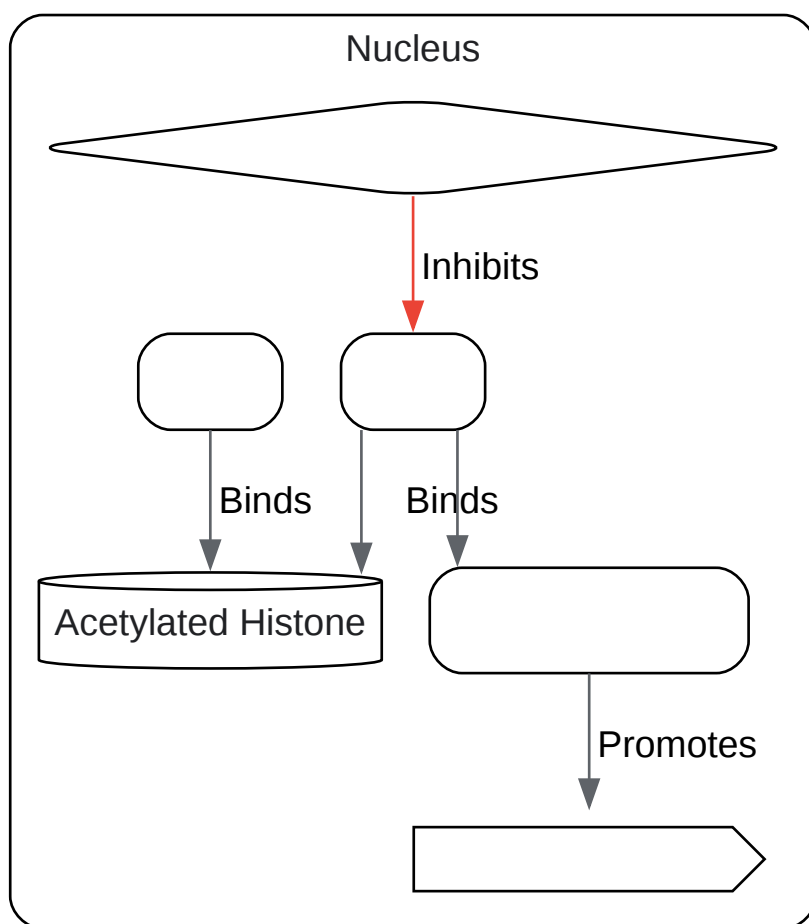 Nucleus
Inhibits
Binds
Binds
Acetylated Histone
Promotes